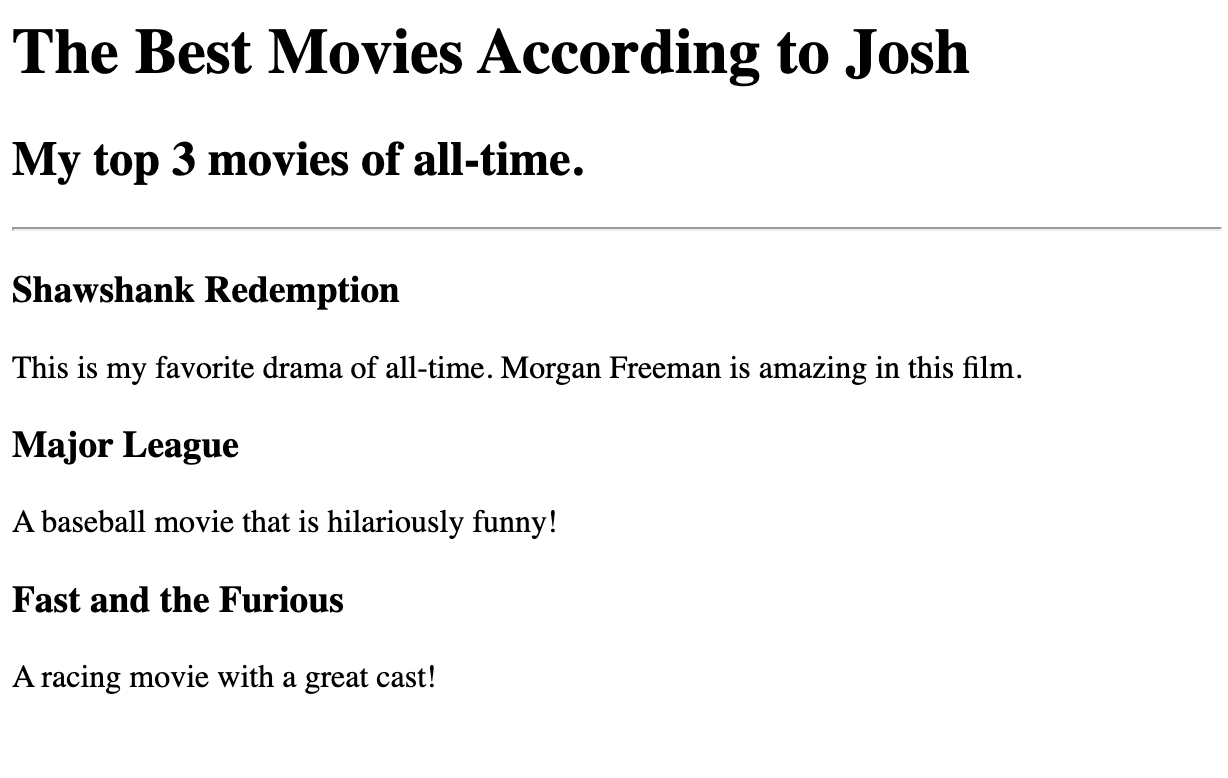 The Best Movies According to Josh
My top 3 movies of all-time.
Shawshank Redemption
This is my favorite drama of all-time. Morgan Freeman is amazing in this film.
Major League
A baseball movie that is hilariously funny!
Fast and the Furious
A racing movie with a great cast!